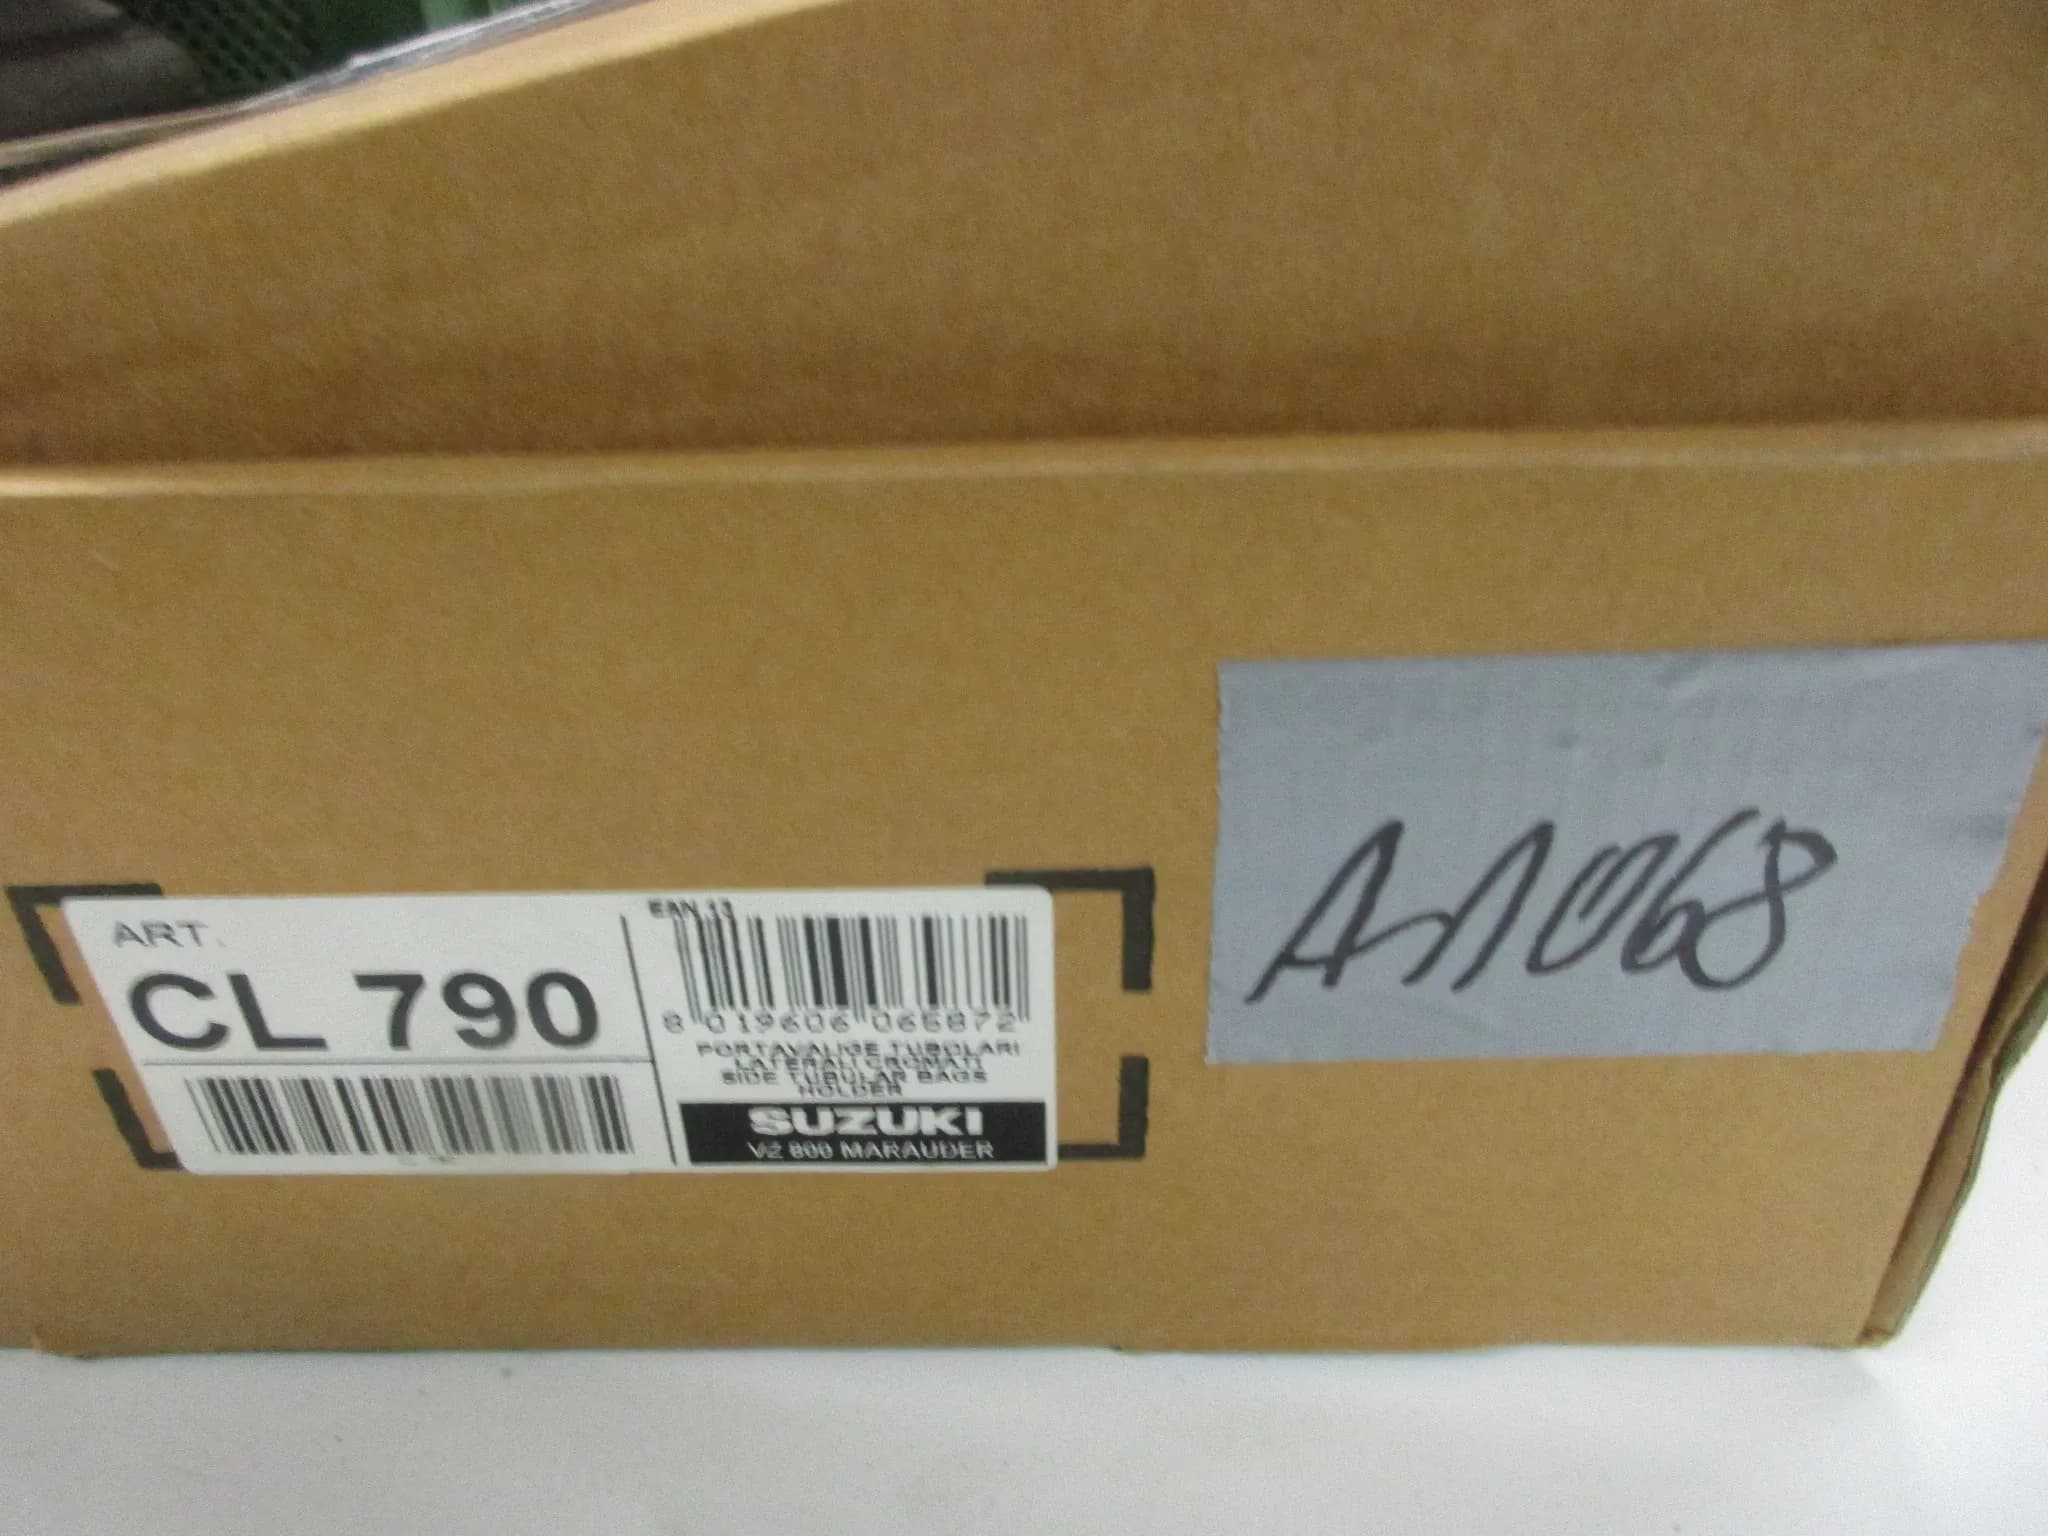 ART.
CL 790
EAN 13
8 019606 065872
PORTAVALIGE TUBOLARI
LATERALI CROMATI
SIDE TUBULAR BAGS
HOLDER
SUZUKI
VZ 800 MARAUDER
A11068